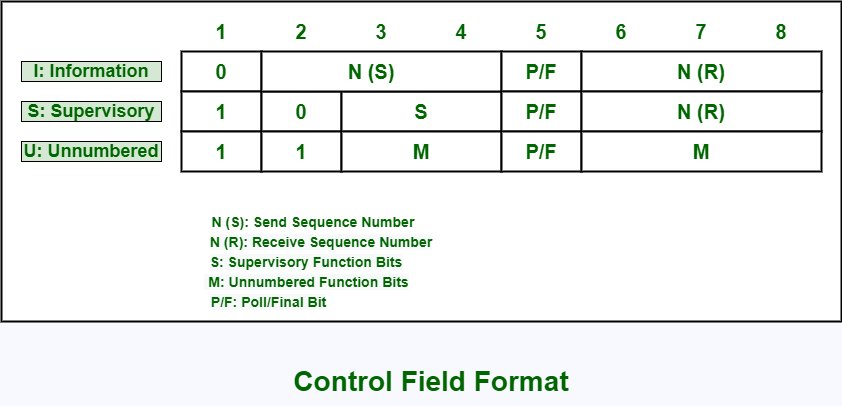 1 2 3 4 5 6 7 8
I: Information 0 N (S) P/F N (R)
S: Supervisory 1 0 S P/F N (R)
U: Unnumbered 1 1 M P/F M
N (S): Send Sequence Number
N (R): Receive Sequence Number
S: Supervisory Function Bits
M: Unnumbered Function Bits
P/F: Poll/Final Bit
Control Field Format